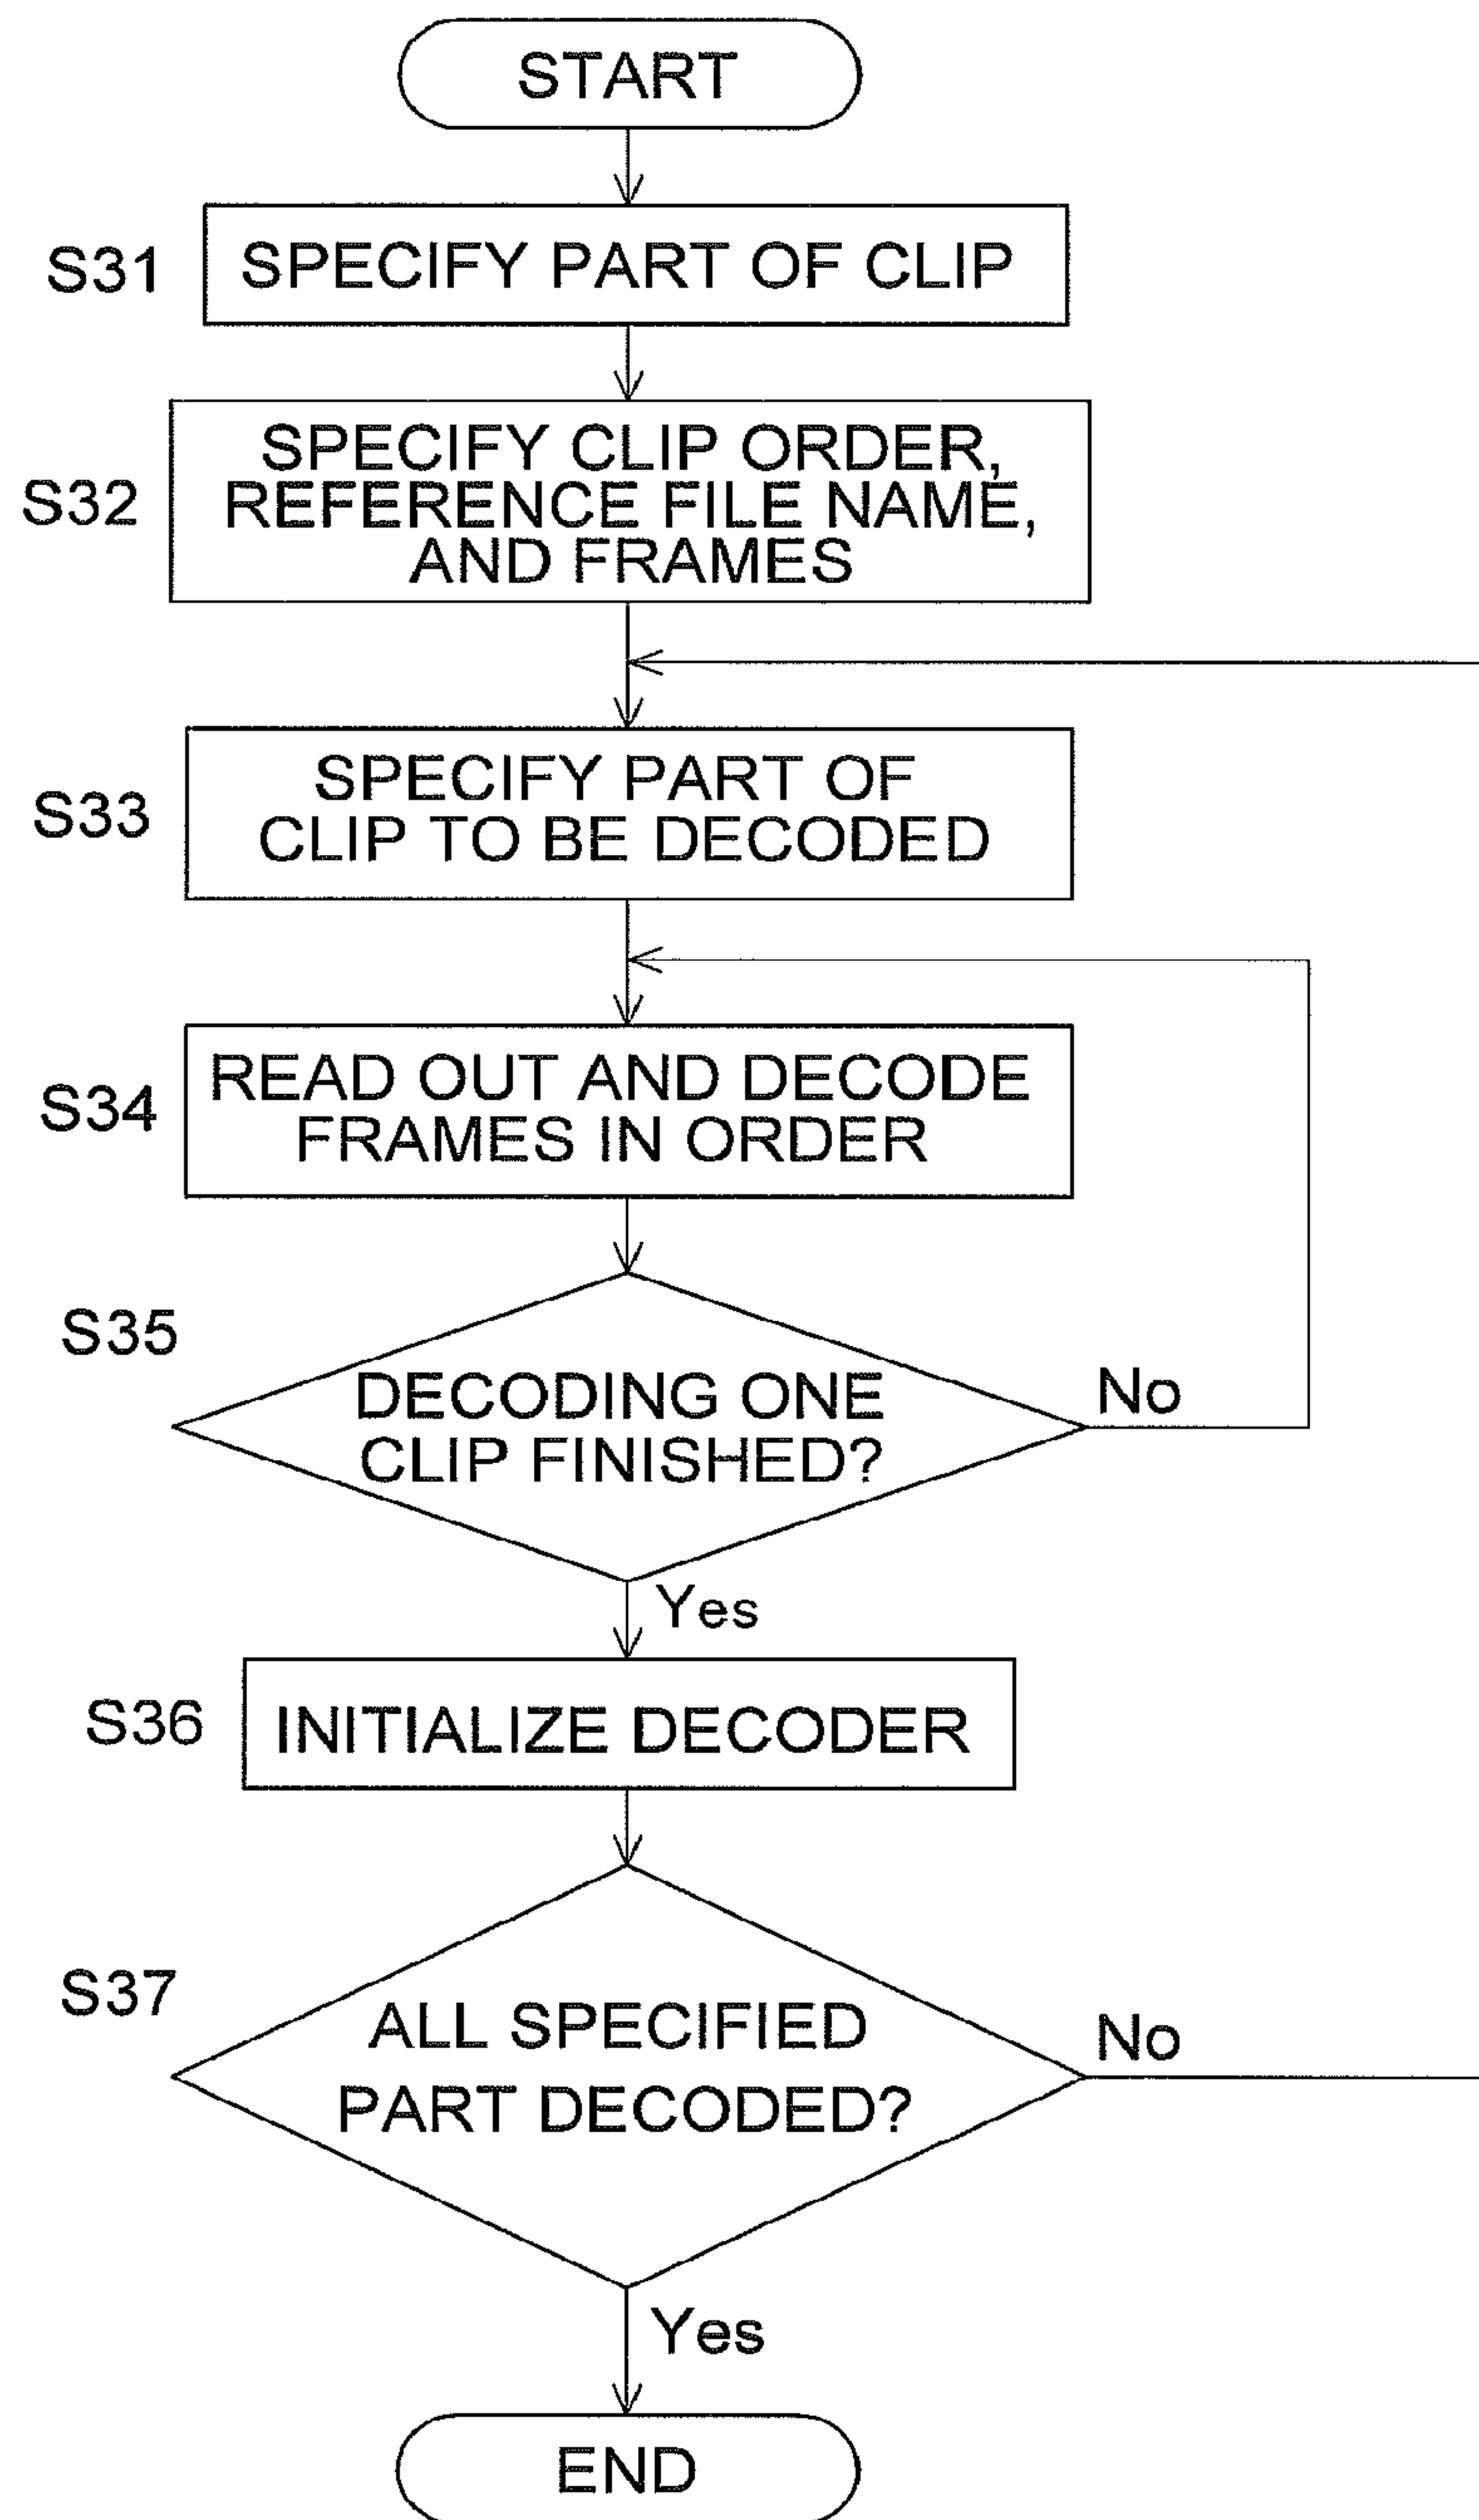 START
S31
SPECIFY PART OF CLIP
S32
SPECIFY CLIP ORDER,
REFERENCE FILE NAME,
AND FRAMES
S33
SPECIFY PART OF
CLIP TO BE DECODED
S34
READ OUT AND DECODE
FRAMES IN ORDER
S35
DECODING ONE
CLIP FINISHED?
No
Yes
S36
INITIALIZE DECODER
S37
ALL SPECIFIED
PART DECODED?
No
Yes
END